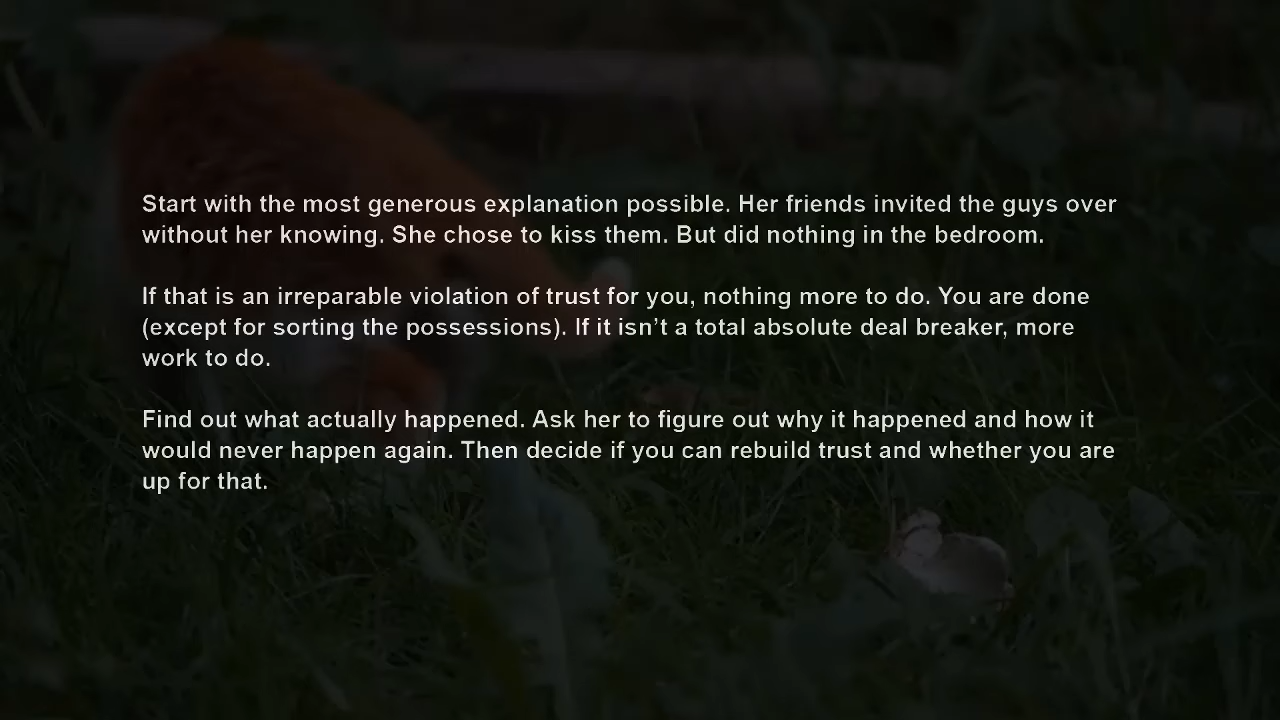 Start with the most generous explanation possible. Her friends invited the guys over
without her knowing. She chose to kiss them. But did nothing in the bedroom.
If that is an irreparable violation of trust for you, nothing more to do. You are done
(except for sorting the possessions). If it isn’t a total absolute deal breaker, more
work to do.
Find out what actually happened. Ask her to figure out why it happened and how it
would never happen again. Then decide if you can rebuild trust and whether you are
up for that.